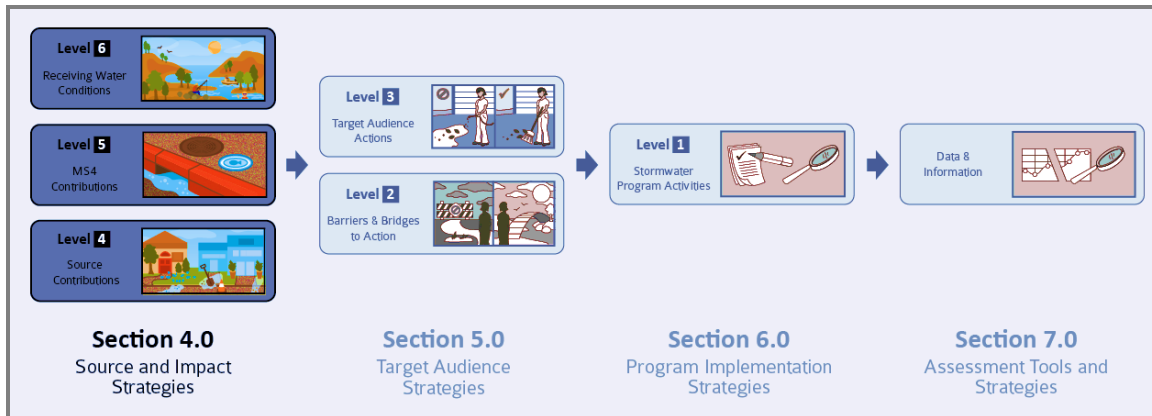 Level 6
Receiving Water
Conditions
Level 5
MS4
Contributions
Level 4
Source
Contributions
Level 3
Target Audience
Actions
Level 2
Barriers & Bridges
to Action
Level 1
Stormwater
Program Activities
Data &
Information
Section 4.0
Source and Impact
Strategies
Section 5.0
Target Audience
Strategies
Section 6.0
Program Implementation
Strategies
Section 7.0
Assessment Tools and
Strategies